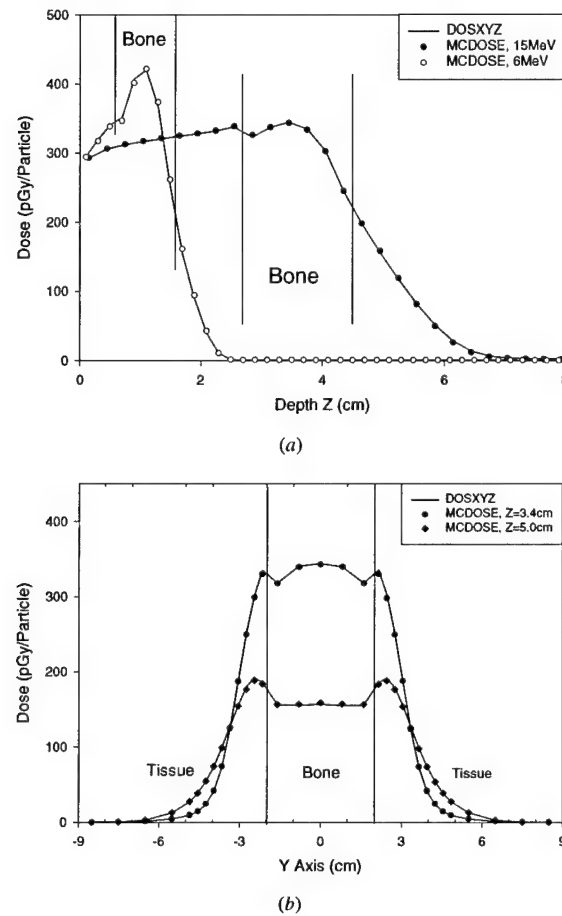 500
400
300
200
100
0
Dose (pGy/Particle)
Bone
DOSXYZ
MCDOSE, 15MeV
MCDOSE, 6MeV
Bone
0
2
4
6
8
Depth Z (cm)
(a)
400
300
200
100
0
Dose (pGy/Particle)
DOSXYZ
MCDOSE, Z=3.4cm
MCDOSE, Z=5.0cm
Tissue
Bone
Tissue
-9
-6
-3
0
3
6
9
Y Axis (cm)
(b)